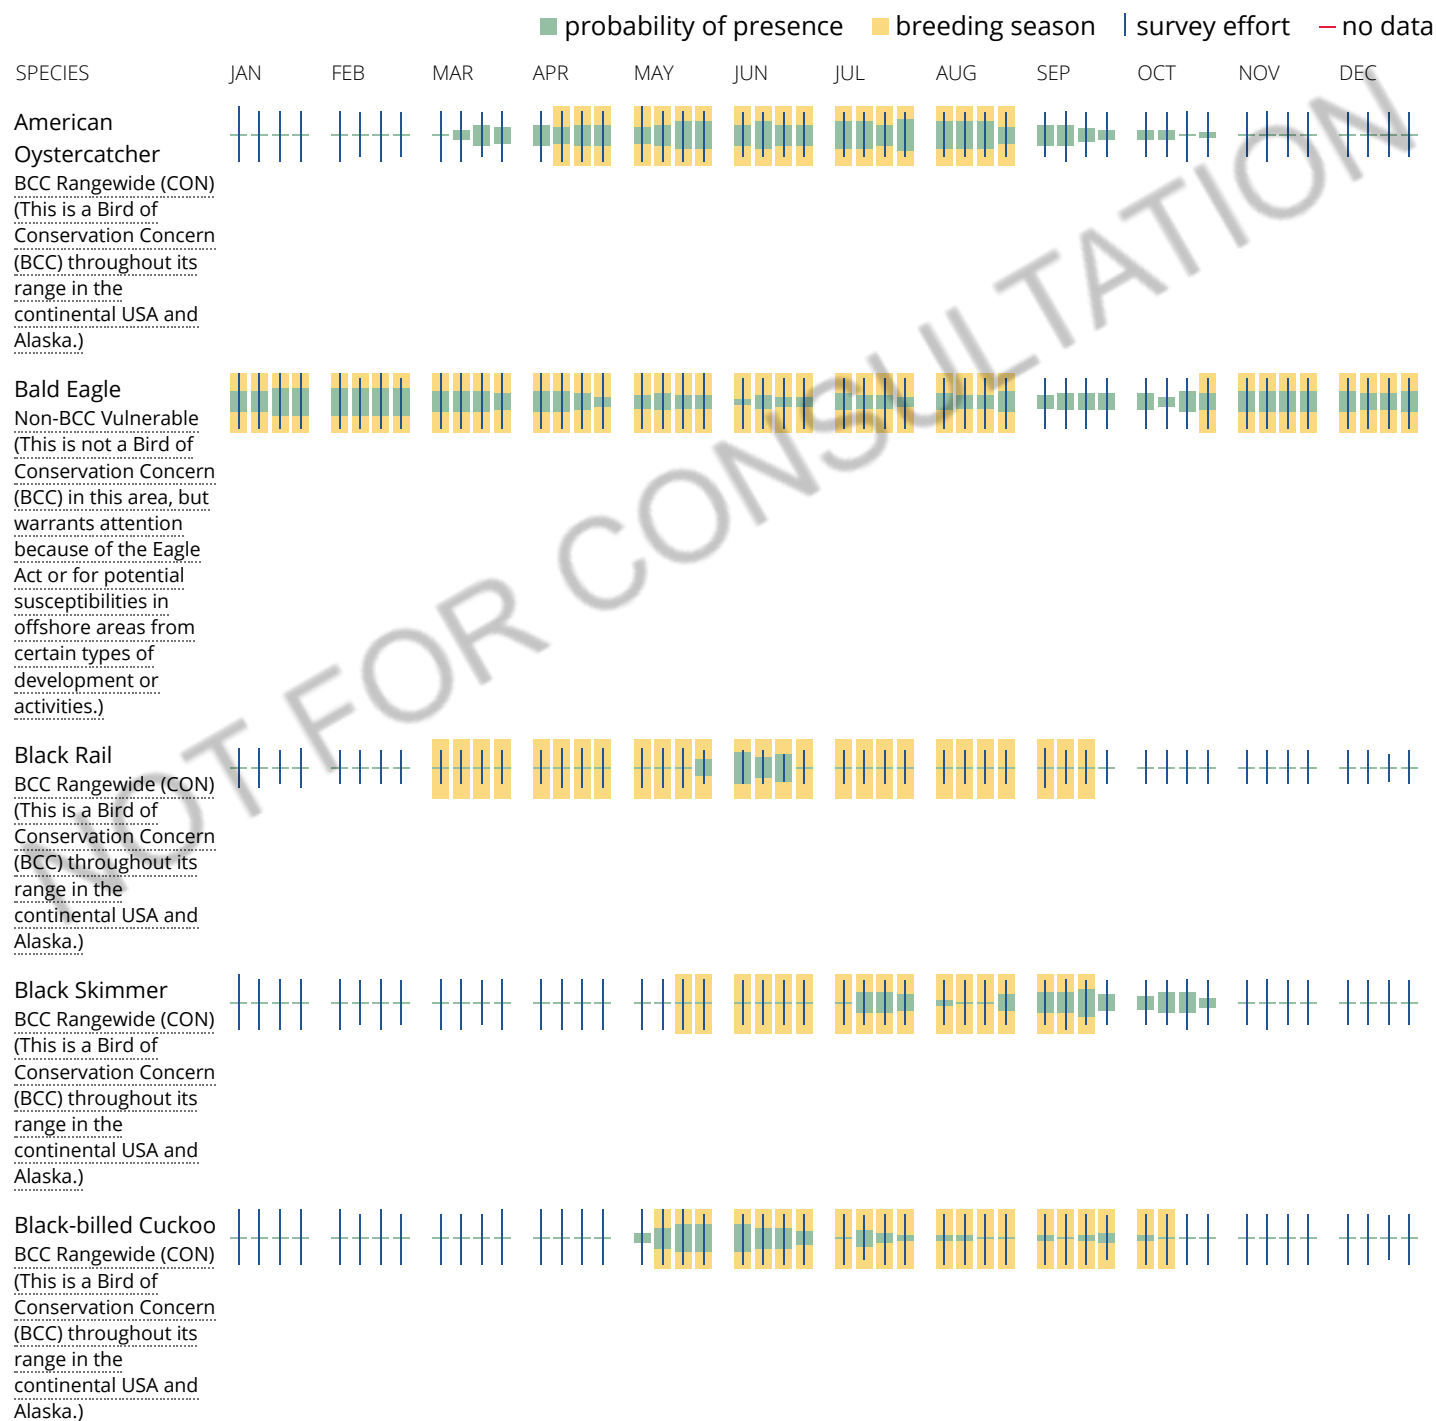 probability of presence breeding season survey effort no data
SPECIES JAN FEB MAR APR MAY JUN JUL AUG SEP OCT NOV DEC
American
Oystercatcher
BCC Rangewide (CON)
(This is a Bird of
Conservation Concern
(BCC) throughout its
range in the
continental USA and
Alaska.)
Bald Eagle
Non-BCC Vulnerable
(This is not a Bird of
Conservation Concern
(BCC) in this area, but
warrants attention
because of the Eagle
Act or for potential
susceptibilities in
offshore areas from
certain types of
development or
activities.)
Black Rail
BCC Rangewide (CON)
(This is a Bird of
Conservation Concern
(BCC) throughout its
range in the
continental USA and
Alaska.)
Black Skimmer
BCC Rangewide (CON)
(This is a Bird of
Conservation Concern
(BCC) throughout its
range in the
continental USA and
Alaska.)
Black-billed Cuckoo
BCC Rangewide (CON)
(This is a Bird of
Conservation Concern
(BCC) throughout its
range in the
continental USA and
Alaska.)
NOT FOR CONSULTATION